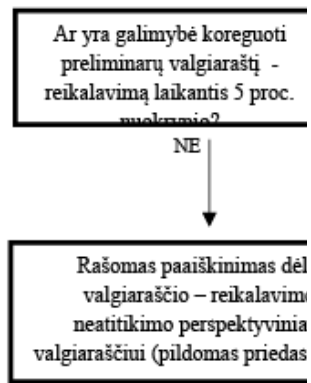 Ar yra galimybė koreguoti
preliminarų valgiaraštį -
reikalavimą laikantis 5 proc.
nuokrypio?
NE
Rašomas paaiškinimas dėl
valgiaraščio – reikalavimo
neatitikimo perspektyvinia
valgiaraščiui (pildomas priedas